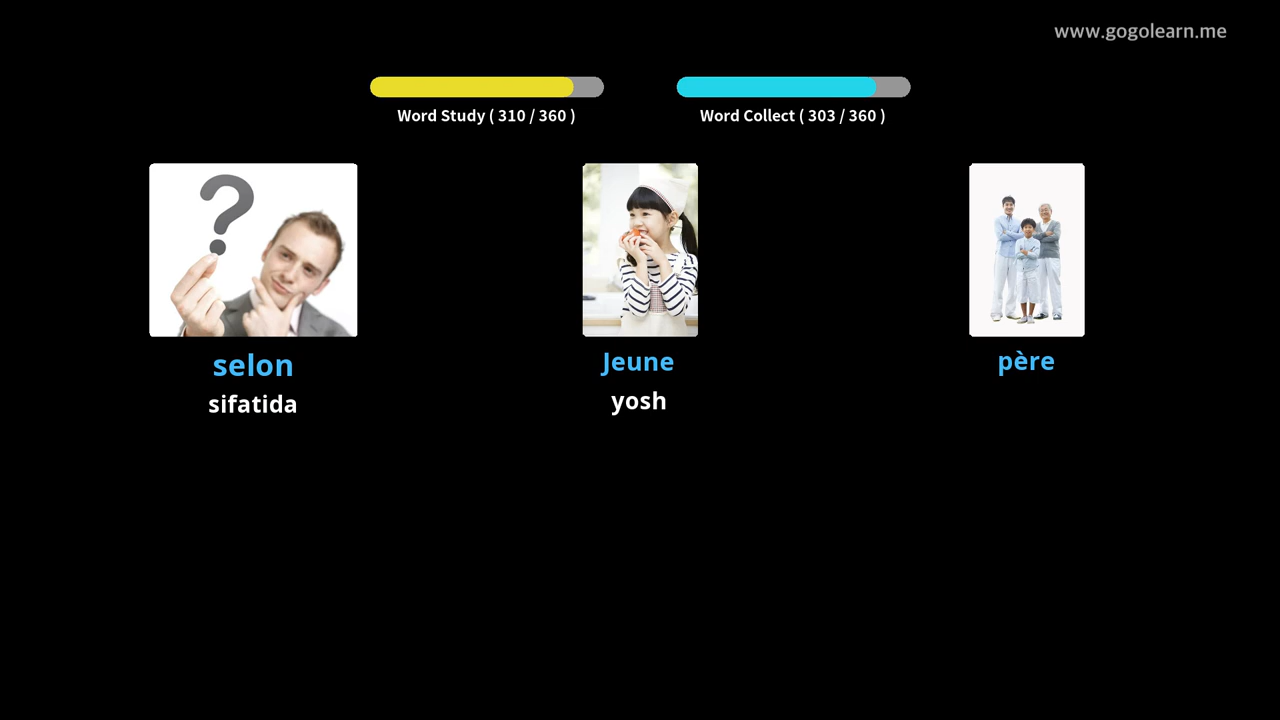 www.gogolearn.me
Word Study ( 310 / 360 )
Word Collect ( 303 / 360 )
selon
sifatida
Jeune
yosh
père